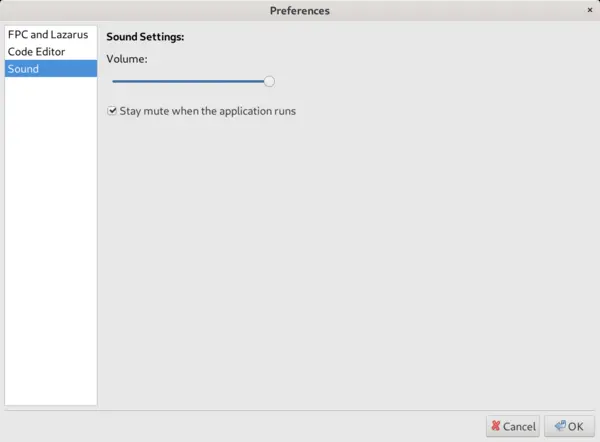 Preferences
FPC and Lazarus
Code Editor
Sound
Sound Settings:
Volume:
Stay mute when the application runs
Cancel
OK